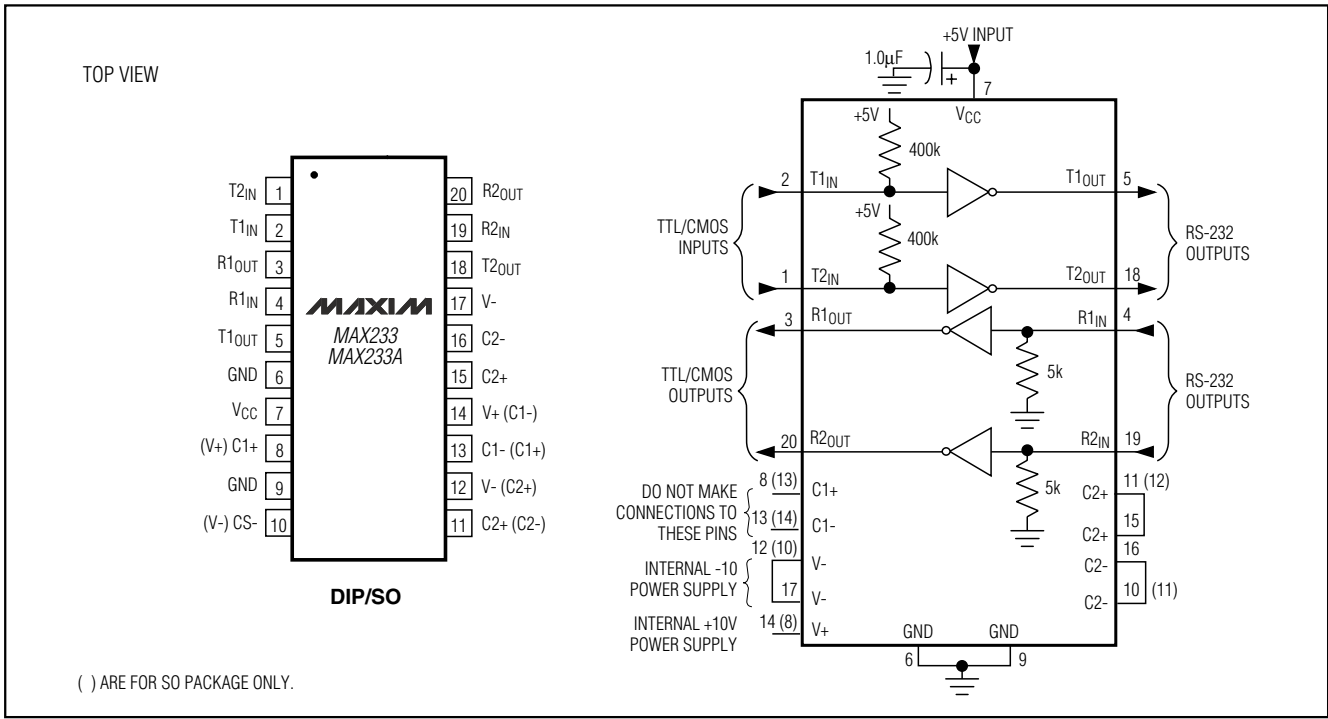 TOP VIEW
T2IN 1
T1IN 2
R1OUT 3
R1IN 4
T1OUT 5
GND 6
VCC 7
(V+) C1+ 8
GND 9
(V-) CS- 10
20 R2OUT
19 R2IN
18 T2OUT
17 V-
16 C2-
15 C2+
14 V+ (C1-)
13 C1- (C1+)
12 V- (C2+)
11 C2+ (C2-)
MAXIM
MAX233
MAX233A
DIP/SO
( ) ARE FOR SO PACKAGE ONLY.
+5V INPUT
1.0µF
+
7
VCC
+5V
400k
2 T1IN
T1OUT 5
+5V
400k
TTL/CMOS
INPUTS
RS-232
OUTPUTS
1 T2IN
T2OUT 18
3 R1OUT
R1IN 4
5k
TTL/CMOS
OUTPUTS
RS-232
OUTPUTS
20 R2OUT
R2IN 19
5k
DO NOT MAKE
CONNECTIONS TO
THESE PINS
8 (13) C1+
13 (14) C1-
INTERNAL -10
POWER SUPPLY
12 (10) V-
17 V-
INTERNAL +10V
POWER SUPPLY
14 (8) V+
C2+ 11 (12)
C2+ 15
C2- 16
C2- 10 (11)
GND GND
6 9